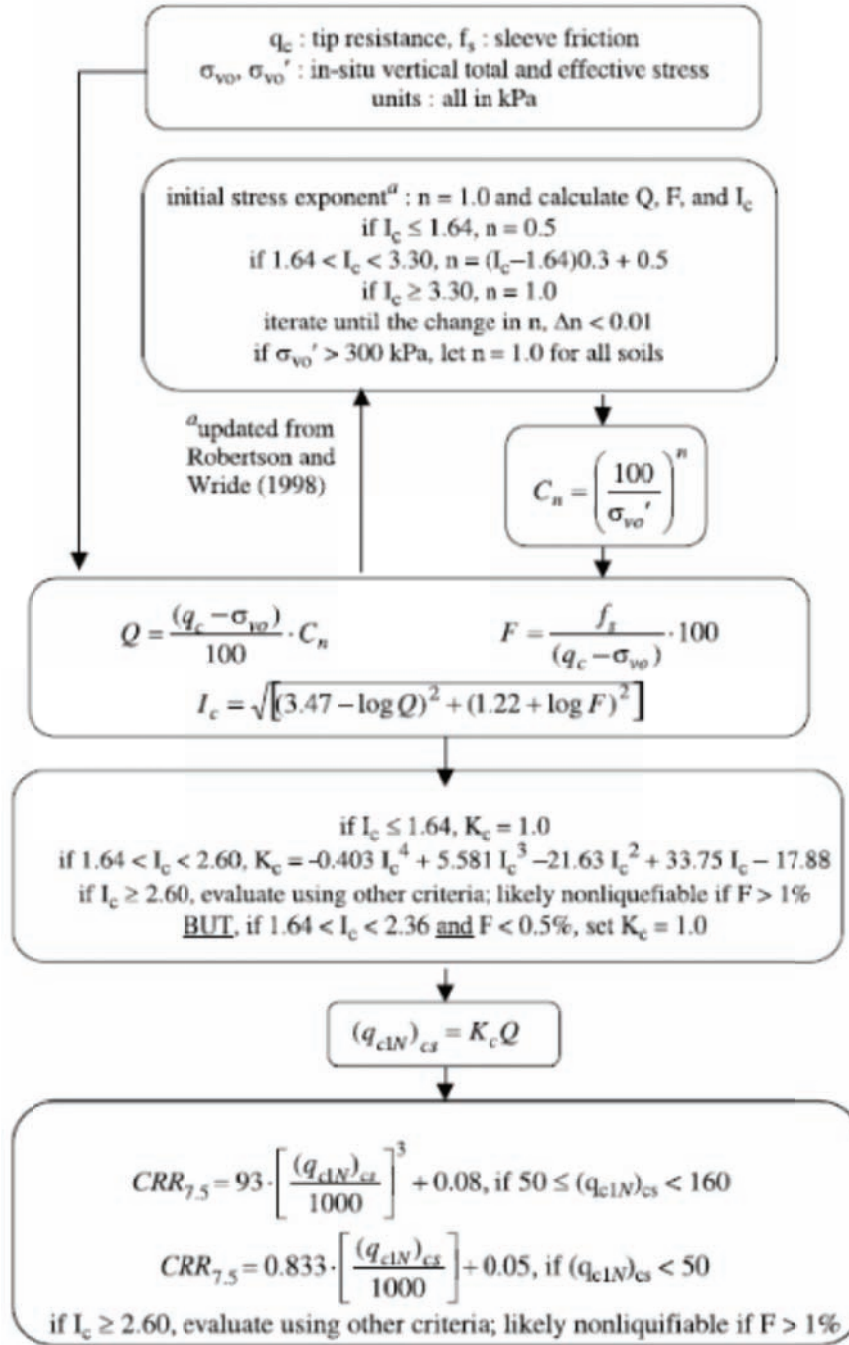 q_c : tip resistance, f_s : sleeve friction
σ_vo, σ_vo' : in-situ vertical total and effective stress
units : all in kPa
initial stress exponent^a : n = 1.0 and calculate Q, F, and I_c
if I_c ≤ 1.64, n = 0.5
if 1.64 < I_c < 3.30, n = (I_c−1.64)0.3 + 0.5
if I_c ≥ 3.30, n = 1.0
iterate until the change in n, Δn < 0.01
if σ_vo' > 300 kPa, let n = 1.0 for all soils
^a updated from
Robertson and
Wride (1998)
C_n = (100 / σ_vo')^n
Q = (q_c − σ_vo) / 100 · C_n
F = f_s / (q_c − σ_vo) · 100
I_c = √[(3.47 − log Q)^2 + (1.22 + log F)^2]
if I_c ≤ 1.64, K_c = 1.0
if 1.64 < I_c < 2.60, K_c = -0.403 I_c^4 + 5.581 I_c^3 −21.63 I_c^2 + 33.75 I_c − 17.88
if I_c ≥ 2.60, evaluate using other criteria; likely nonliquefiable if F > 1%
BUT, if 1.64 < I_c < 2.36 and F < 0.5%, set K_c = 1.0
(q_c1N)_cs = K_c Q
CRR_7.5 = 93 · [(q_c1N)_cs / 1000]^3 + 0.08, if 50 ≤ (q_c1N)_cs < 160
CRR_7.5 = 0.833 · [(q_c1N)_cs / 1000] + 0.05, if (q_c1N)_cs < 50
if I_c ≥ 2.60, evaluate using other criteria; likely nonliquifiable if F > 1%